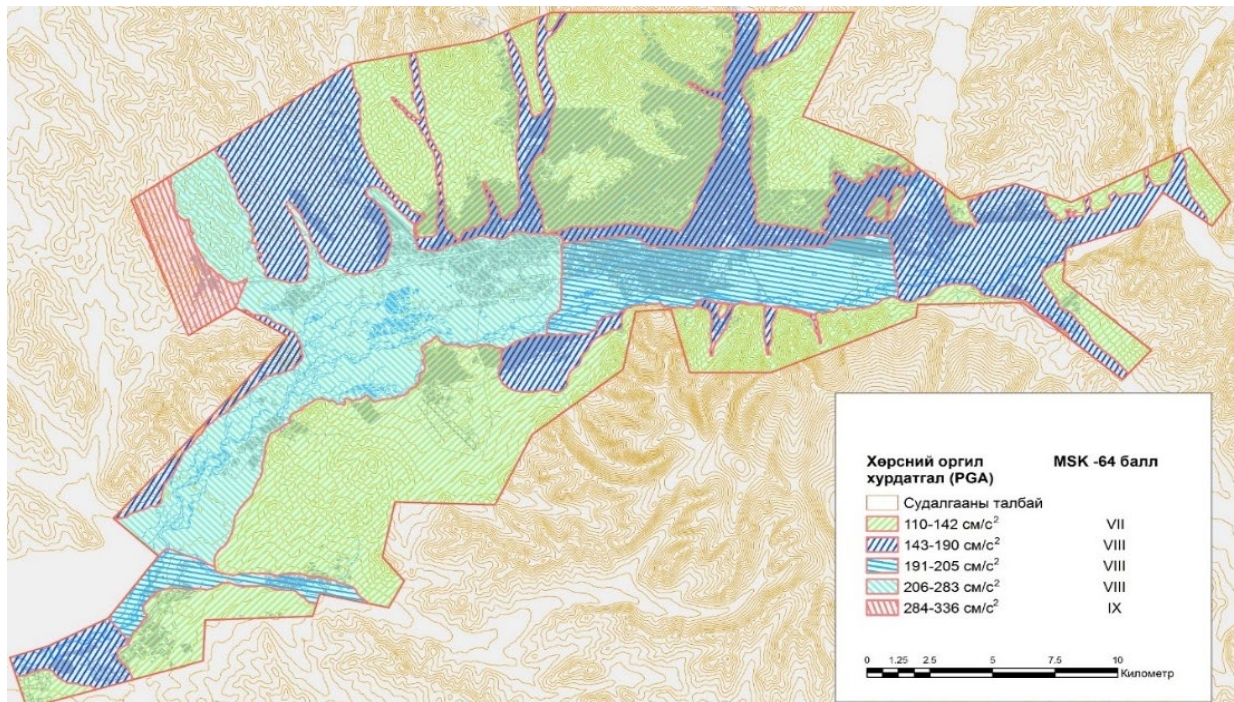 Хөрсний оргил MSK -64 балл
хурдатгал (PGA)
Судалгааны талбай
110-142 см/с² VII
143-190 см/с² VIII
191-205 см/с² VIII
206-283 см/с² VIII
284-336 см/с² IX
0 1.25 2.5 5 7.5 10
Километр